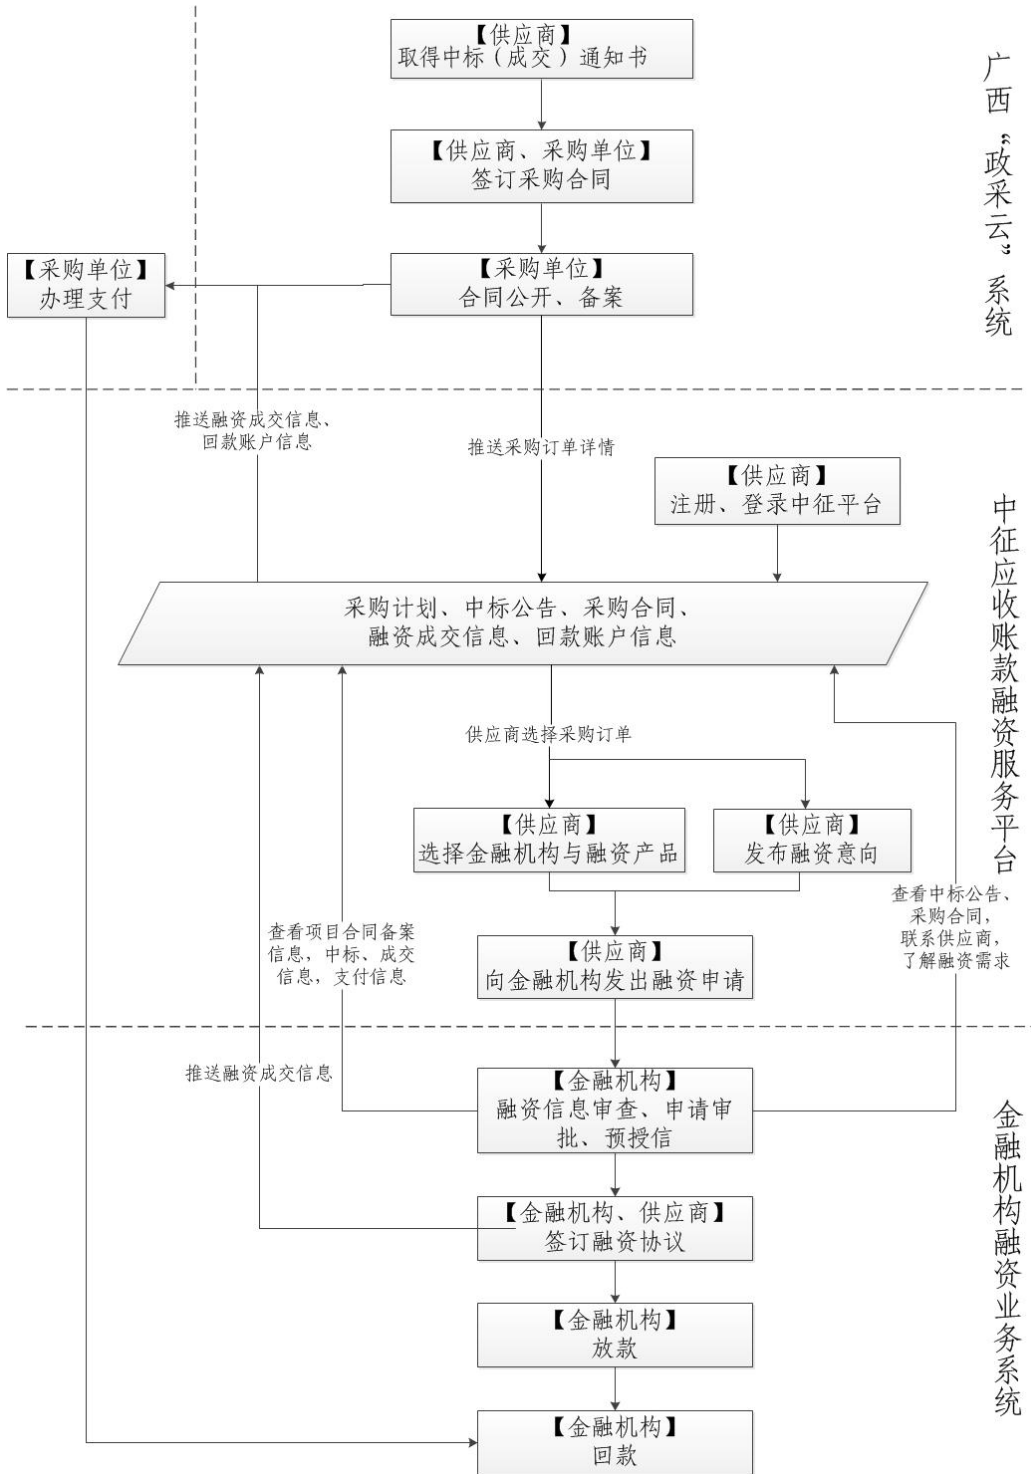 【供应商】
取得中标（成交）通知书
【供应商、采购单位】
签订采购合同
【采购单位】
办理支付
【采购单位】
合同公开、备案
广西“政采云”系统
推送融资成交信息、
回款账户信息
推送采购订单详情
【供应商】
注册、登录中征平台
采购计划、中标公告、采购合同、
融资成交信息、回款账户信息
供应商选择采购订单
【供应商】
选择金融机构与融资产品
【供应商】
发布融资意向
中征应收账款融资服务平台
查看项目合同备案
信息，中标、成交
信息，支付信息
【供应商】
向金融机构发出融资申请
查看中标公告、
采购合同，
联系供应商，
了解融资需求
推送融资成交信息
【金融机构】
融资信息审查、申请审
批、预授信
【金融机构、供应商】
签订融资协议
【金融机构】
放款
【金融机构】
回款
金融机构融资业务系统